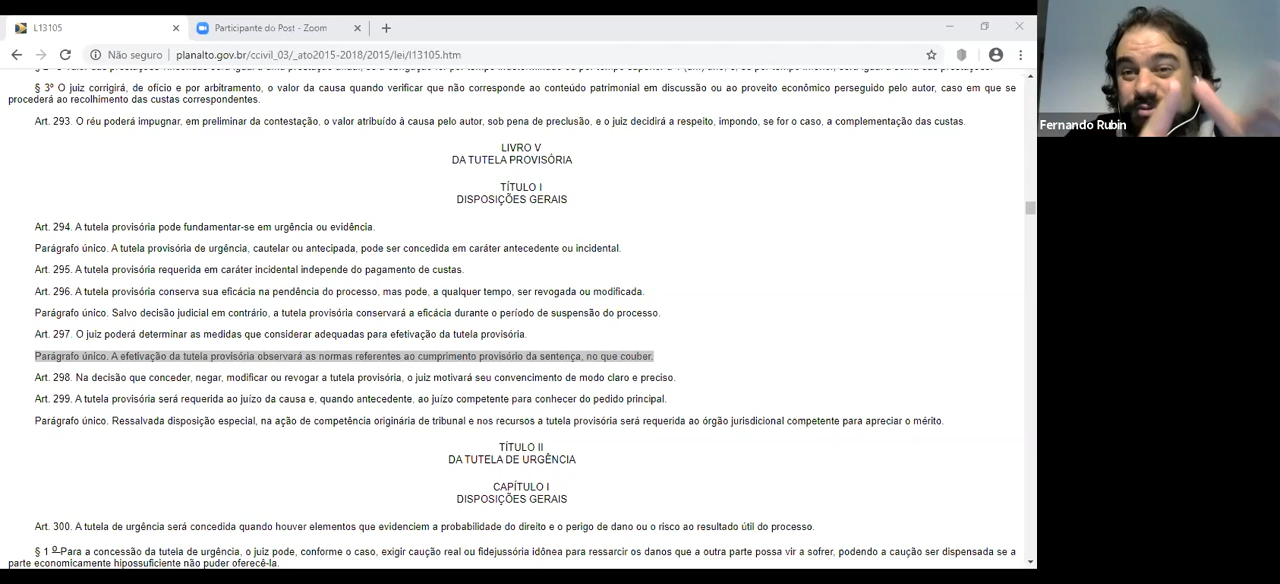 L13105
Participante do Post - Zoom
Não seguro
planalto.gov.br/ccivil_03/_ato2015-2018/2015/lei/l13105.htm
§ 3º O juiz corrigirá, de ofício e por arbitramento, o valor da causa quando verificar que não corresponde ao conteúdo patrimonial em discussão ou ao proveito econômico perseguido pelo autor, caso em que se
procederá ao recolhimento das custas correspondentes.
Art. 293. O réu poderá impugnar, em preliminar da contestação, o valor atribuído à causa pelo autor, sob pena de preclusão, e o juiz decidirá a respeito, impondo, se for o caso, a complementação das custas.
LIVRO V
DA TUTELA PROVISÓRIA
TÍTULO I
DISPOSIÇÕES GERAIS
Art. 294. A tutela provisória pode fundamentar-se em urgência ou evidência.
Parágrafo único. A tutela provisória de urgência, cautelar ou antecipada, pode ser concedida em caráter antecedente ou incidental.
Art. 295. A tutela provisória requerida em caráter incidental independe do pagamento de custas.
Art. 296. A tutela provisória conserva sua eficácia na pendência do processo, mas pode, a qualquer tempo, ser revogada ou modificada.
Parágrafo único. Salvo decisão judicial em contrário, a tutela provisória conservará a eficácia durante o período de suspensão do processo.
Art. 297. O juiz poderá determinar as medidas que considerar adequadas para efetivação da tutela provisória.
Parágrafo único. A efetivação da tutela provisória observará as normas referentes ao cumprimento provisório da sentença, no que couber.
Art. 298. Na decisão que conceder, negar, modificar ou revogar a tutela provisória, o juiz motivará seu convencimento de modo claro e preciso.
Art. 299. A tutela provisória será requerida ao juízo da causa e, quando antecedente, ao juízo competente para conhecer do pedido principal.
Parágrafo único. Ressalvada disposição especial, na ação de competência originária de tribunal e nos recursos a tutela provisória será requerida ao órgão jurisdicional competente para apreciar o mérito.
TÍTULO II
DA TUTELA DE URGÊNCIA
CAPÍTULO I
DISPOSIÇÕES GERAIS
Art. 300. A tutela de urgência será concedida quando houver elementos que evidenciem a probabilidade do direito e o perigo de dano ou o risco ao resultado útil do processo.
§ 1º Para a concessão da tutela de urgência, o juiz pode, conforme o caso, exigir caução real ou fidejussória idônea para ressarcir os danos que a outra parte possa vir a sofrer, podendo a caução ser dispensada se a
parte economicamente hipossuficiente não puder oferecê-la.
Fernando Rubin